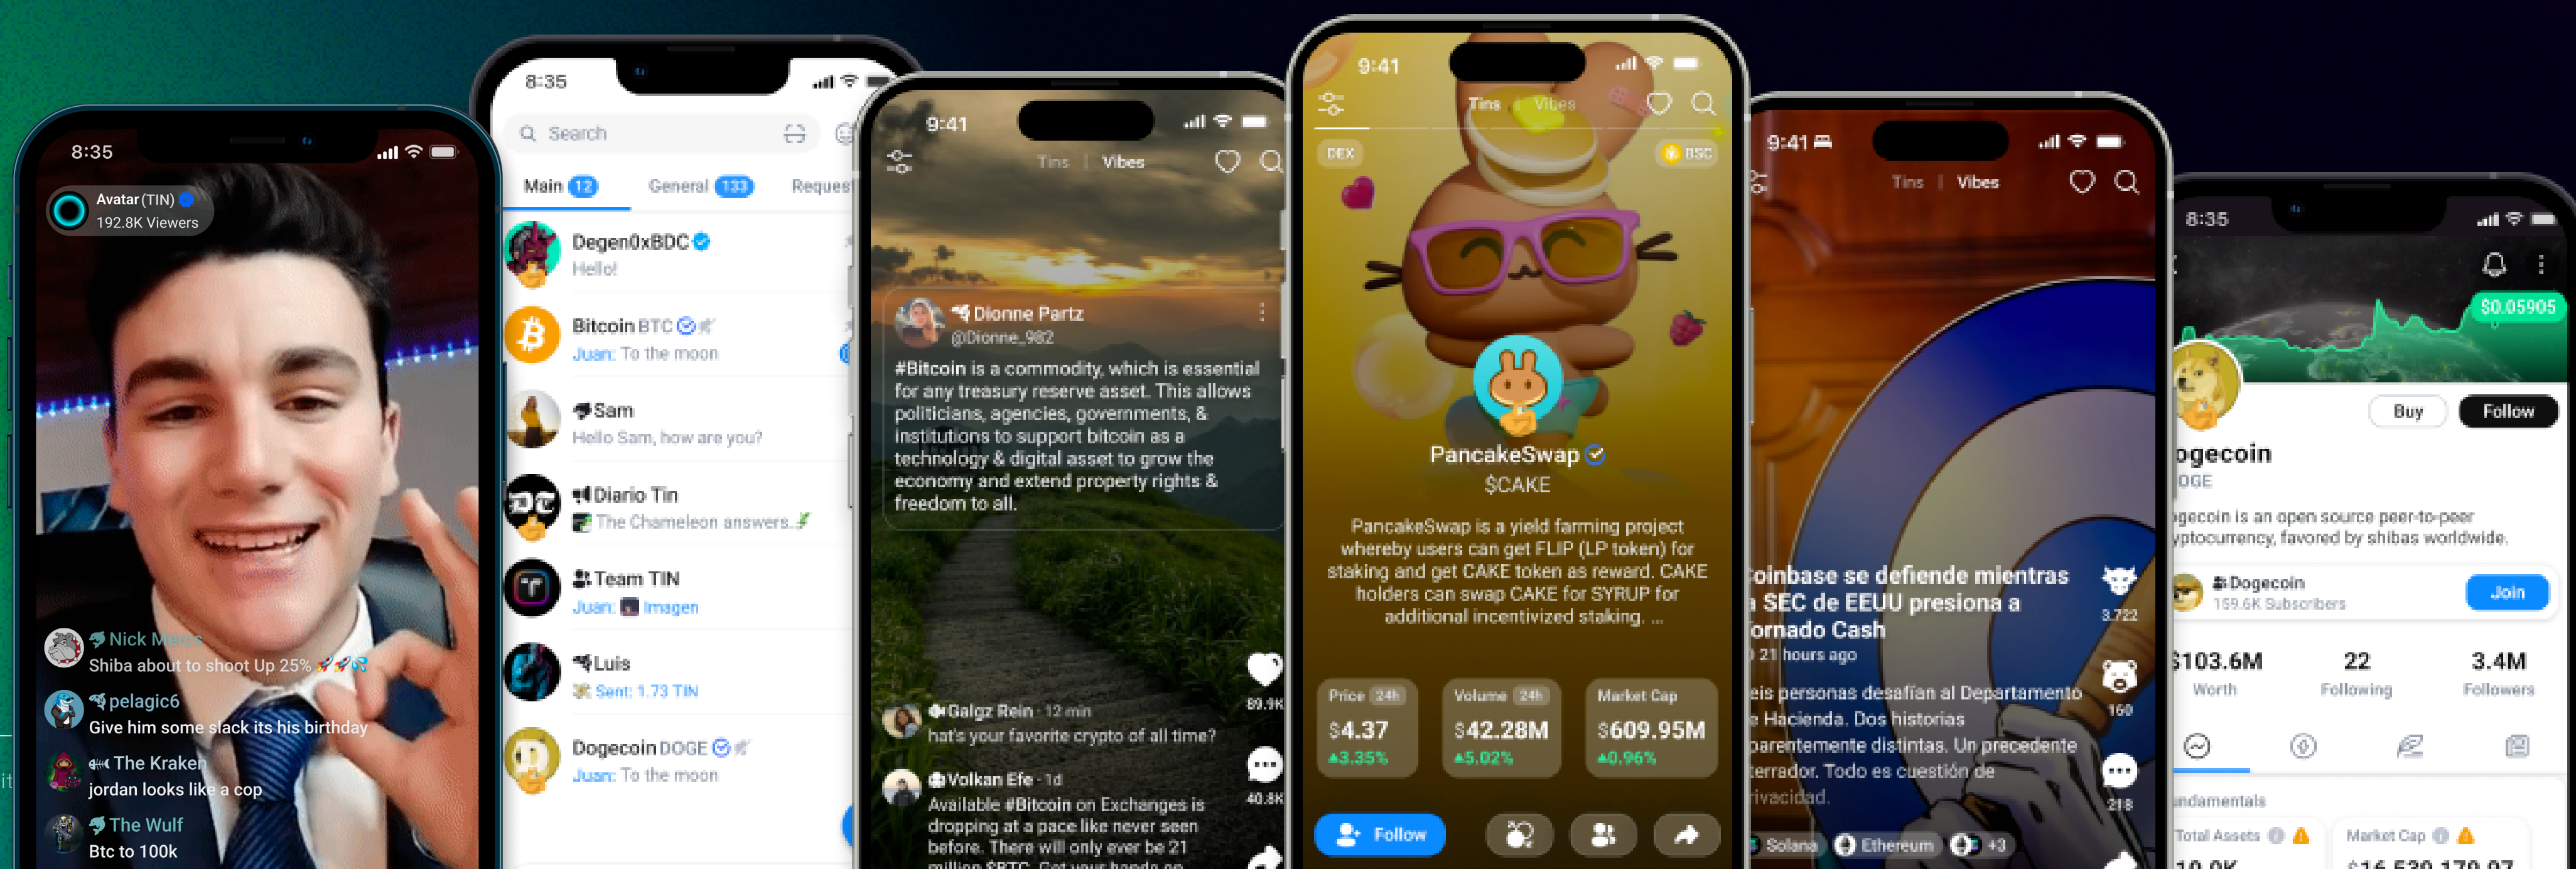 8:35
Avatar (TIN)
192.8K Viewers
Nick Mercs
Shiba about to shoot Up 25% 🚀🚀💦
pelagic6
Give him some slack its his birthday
The Kraken
jordan looks like a cop
The Wulf
Btc to 100k
it
8:35
Search
Main 12 General 133 Reques
Degen0xBDC
Hello!
Bitcoin BTC
Juan: To the moon
Sam
Hello Sam, how are you?
Diario Tin
The Chameleon answers..
Team TIN
Juan: Imagen
Luis
Sent: 1.73 TIN
Dogecoin DOGE
Juan: To the moon
9:41
Tins | Vibes
Dionne Partz
@Dionne_982
#Bitcoin is a commodity, which is essential
for any treasury reserve asset. This allows
politicians, agencies, governments, &
institutions to support bitcoin as a
technology & digital asset to grow the
economy and extend property rights &
freedom to all.
89.9K
Galgz Rein · 12 min
hat's your favorite crypto of all time?
40.8K
Volkan Efe · 1d
Available #Bitcoin on Exchanges is
dropping at a pace like never seen
before. There will only ever be 21
million $BTC. Get your hands on
9:41
Tins | Vibes
DEX
BSC
PancakeSwap
$CAKE
PancakeSwap is a yield farming project
whereby users can get FLIP (LP token) for
staking and get CAKE token as reward. CAKE
holders can swap CAKE for SYRUP for
additional incentivized staking. ...
Price 24h
$4.37
▲3.35%
Volume 24h
$42.28M
▲5.02%
Market Cap
$609.95M
▲0.96%
Follow
9:41
Tins | Vibes
oinbase se defiende mientras
a SEC de EEUU presiona a
ornado Cash
21 hours ago
eis personas desafían al Departamento
e Hacienda. Dos historias
parentemente distintas. Un precedente
terrador. Todo es cuestión de
rivacidad.
3.722
160
218
Solana Ethereum +3
8:35
$0.05905
Buy
Follow
ogecoin
OGE
gecoin is an open source peer-to-peer
yptocurrency, favored by shibas worldwide.
Dogecoin
159.6K Subscribers
Join
$103.6M
Worth
22
Following
3.4M
Followers
undamentals
Total Assets
Market Cap
$16,539,179.97